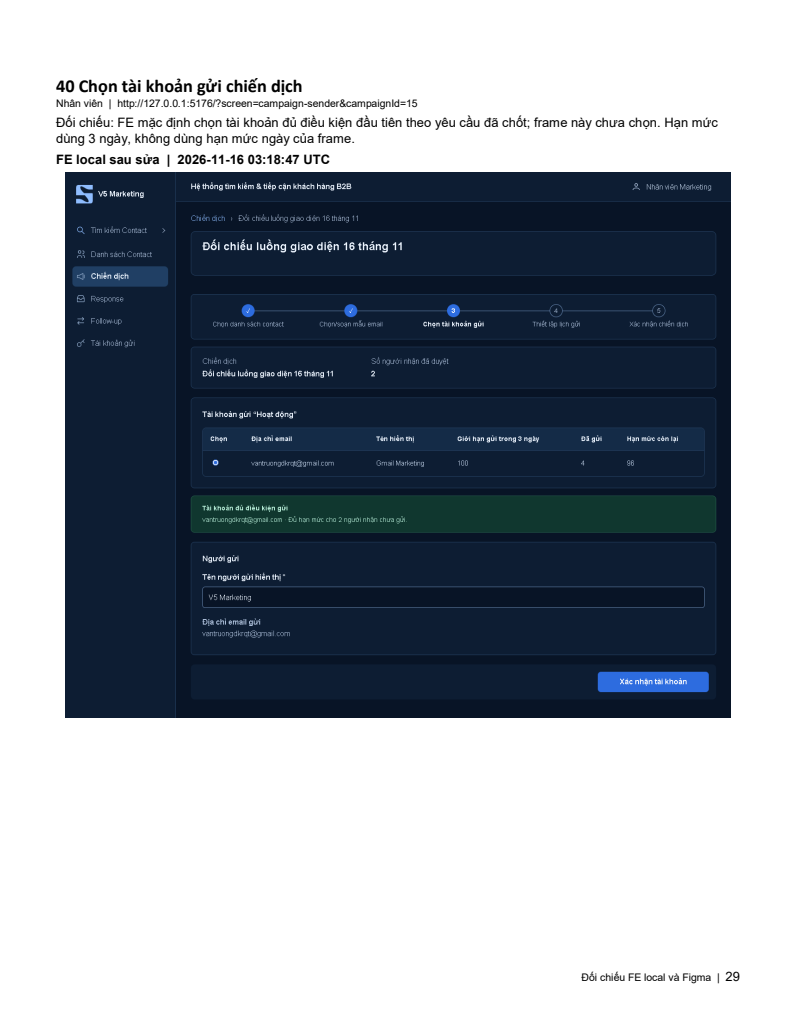 40 Chọn tài khoản gửi chiến dịch
Nhân viên | http://127.0.0.1:5176/?screen=campaign-sender&campaignId=15
Đối chiếu: FE mặc định chọn tài khoản đủ điều kiện đầu tiên theo yêu cầu đã chốt; frame này chưa chọn. Hạn mức
dùng 3 ngày, không dùng hạn mức ngày của frame.
FE local sau sửa | 2026-11-16 03:18:47 UTC
V5 Marketing
Hệ thống tìm kiếm & tiếp cận khách hàng B2B
Nhân viên Marketing
Tìm kiếm Contact
Danh sách Contact
Chiến dịch
Response
Follow-up
Tài khoản gửi
Chiến dịch › Đối chiếu luồng giao diện 16 tháng 11
Đối chiếu luồng giao diện 16 tháng 11
✓ ✓ 3 4 5
Chọn danh sách contact Chọn/soạn mẫu email Chọn tài khoản gửi Thiết lập lịch gửi Xác nhận chiến dịch
Chiến dịch Số người nhận đã duyệt
Đối chiếu luồng giao diện 16 tháng 11 2
Tài khoản gửi “Hoạt động”
Chọn Địa chỉ email Tên hiển thị Giới hạn gửi trong 3 ngày Đã gửi Hạn mức còn lại
vantruongdkrqt@gmail.com Gmail Marketing 100 4 96
Tài khoản đủ điều kiện gửi
vantruongdkrqt@gmail.com · Đủ hạn mức cho 2 người nhận chưa gửi.
Người gửi
Tên người gửi hiển thị *
V5 Marketing
Địa chỉ email gửi
vantruongdkrqt@gmail.com
Xác nhận tài khoản
Đối chiếu FE local và Figma | 29